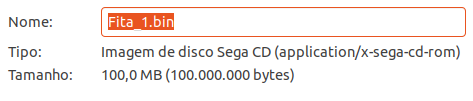 Nome: Fita_1.bin
Tipo: Imagem de disco Sega CD (application/x-sega-cd-rom)
Tamanho: 100,0 MB (100.000.000 bytes)